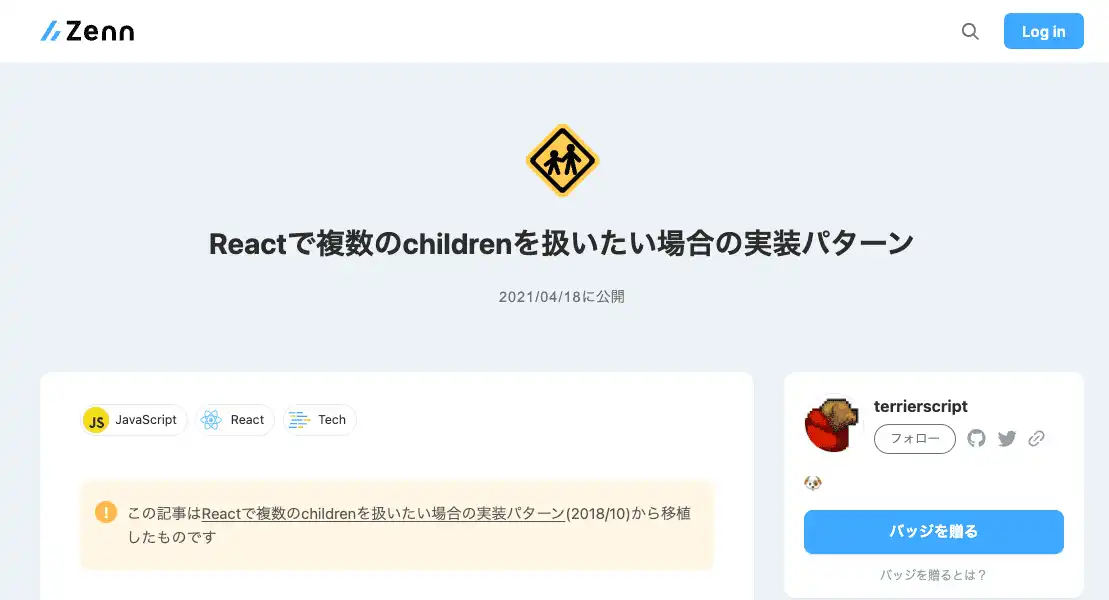 Zenn
Log in
Reactで複数のchildrenを扱いたい場合の実装パターン
2021/04/18に公開
JS JavaScript
React
Tech
この記事はReactで複数のchildrenを扱いたい場合の実装パターン(2018/10)から移植
したものです
terrierscript
フォロー
バッジを贈る
バッジを贈るとは？